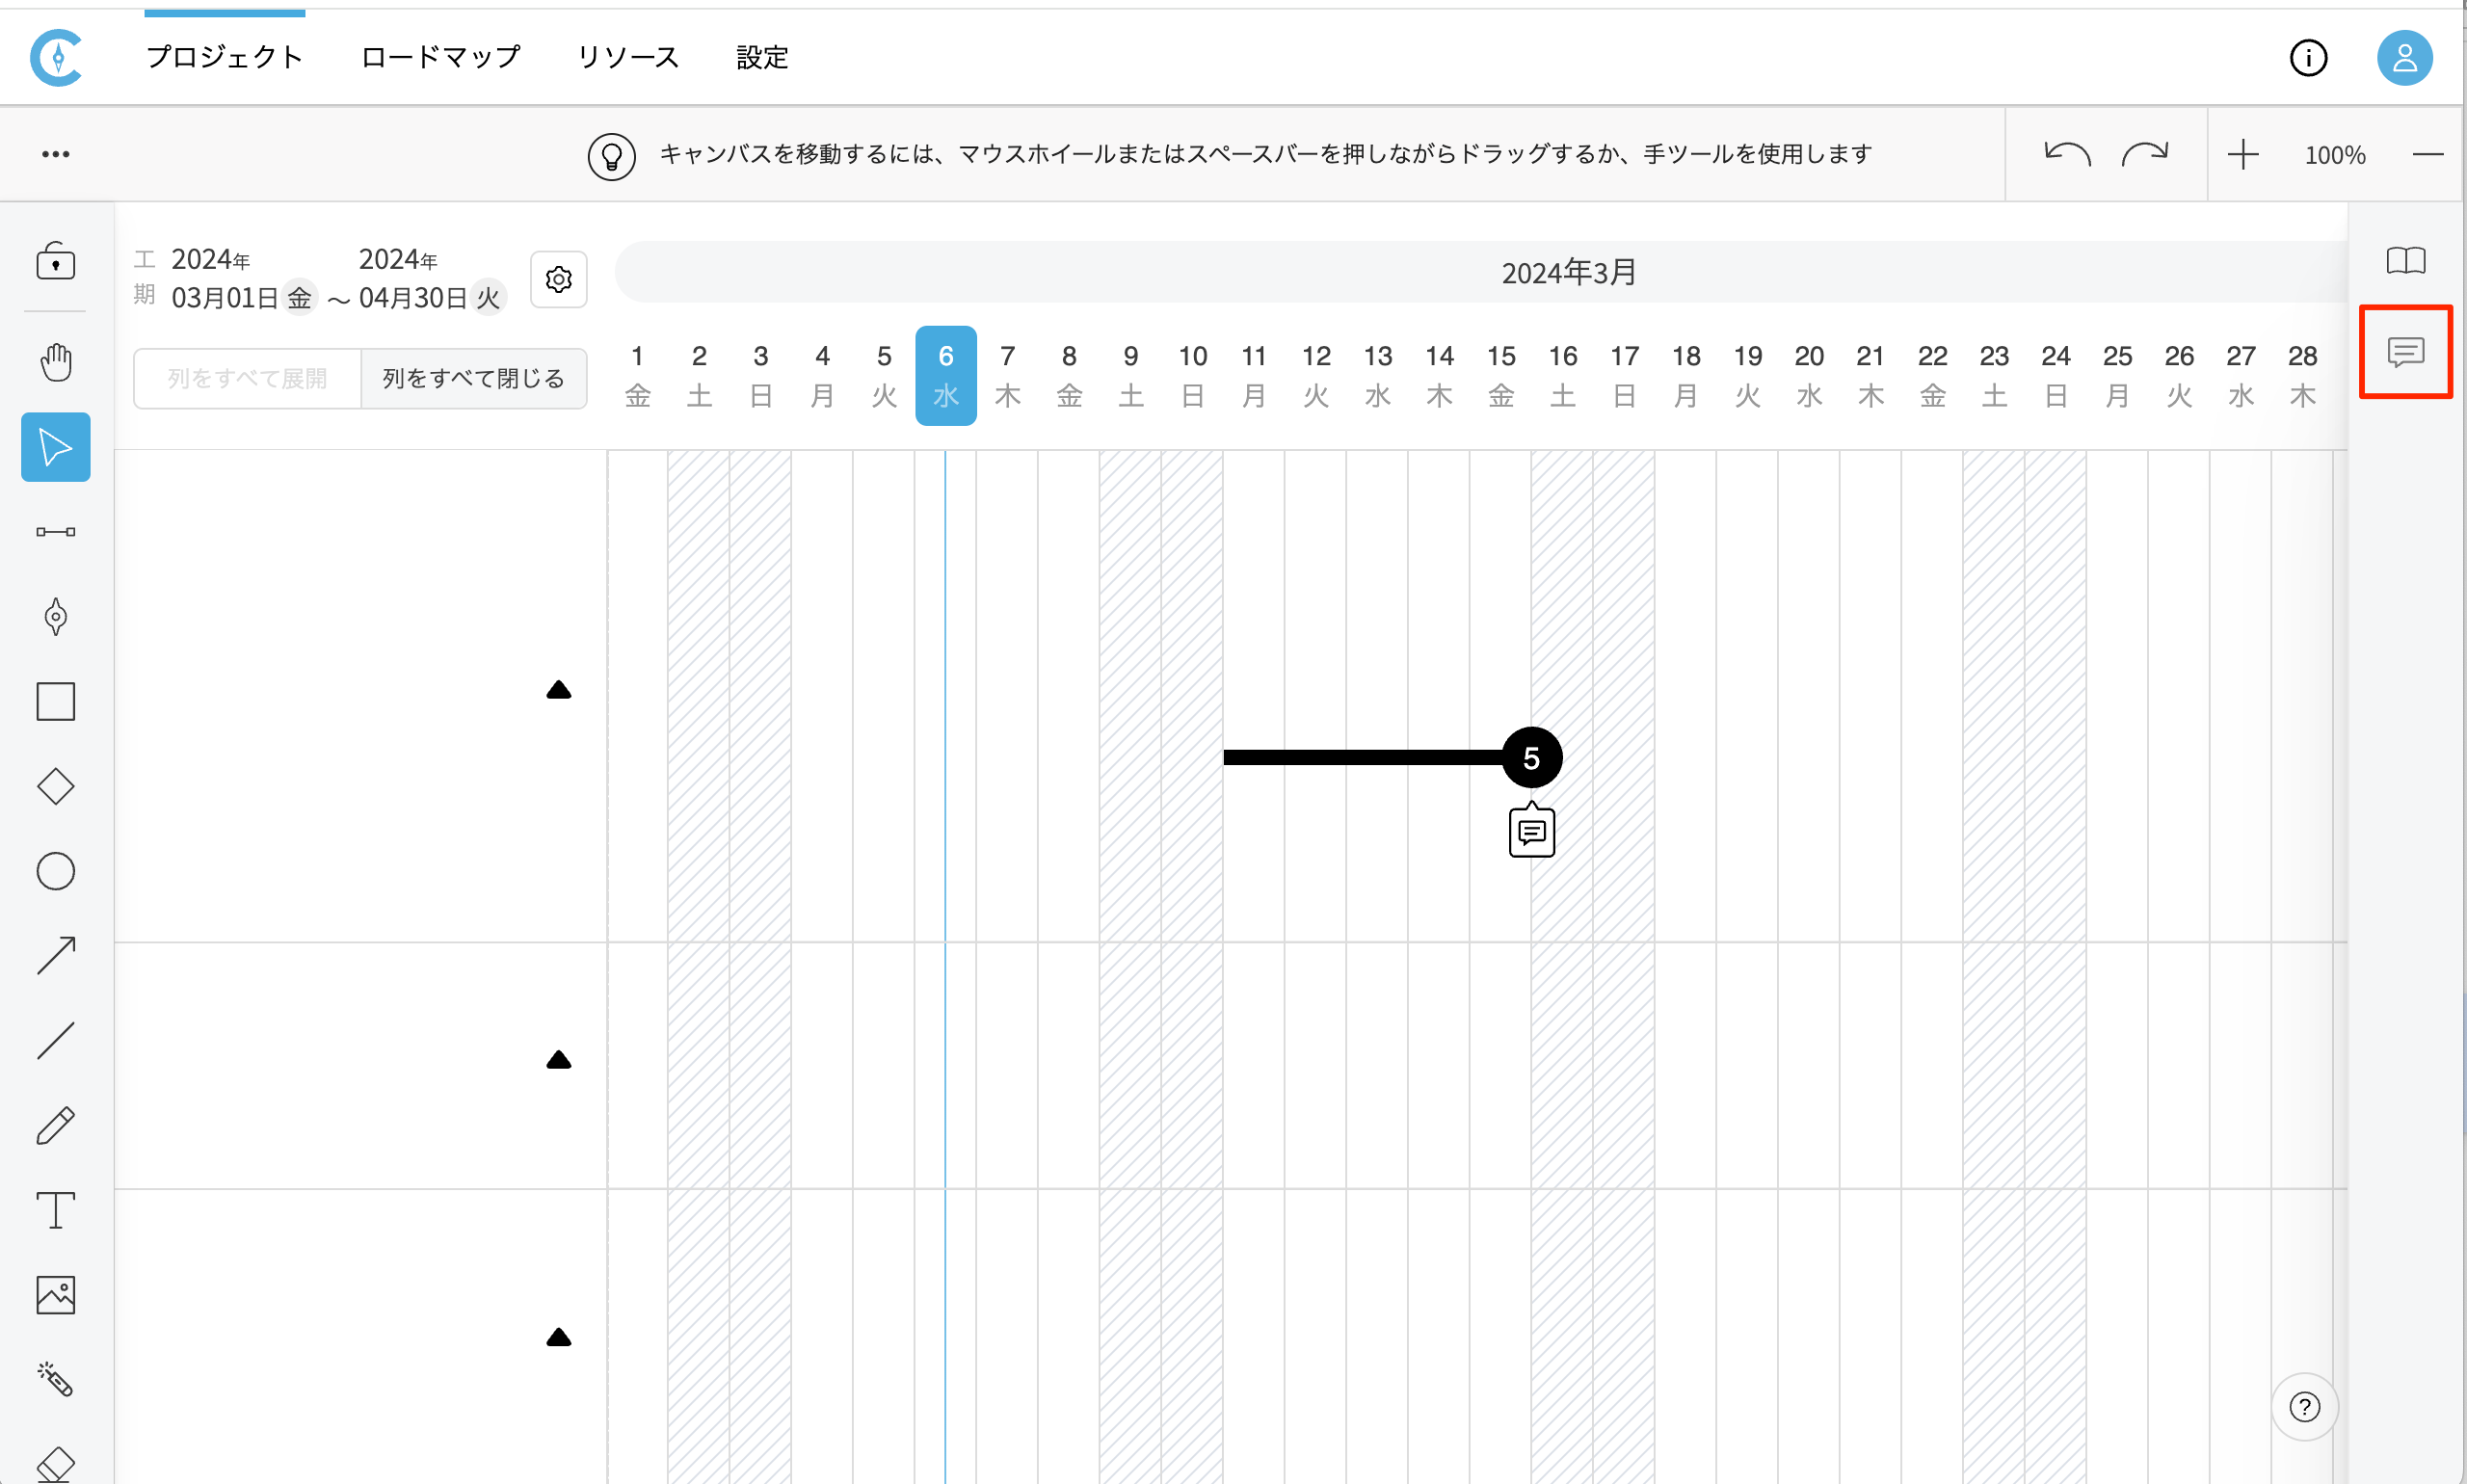 プロジェクト ロードマップ リソース 設定
キャンバスを移動するには、マウスホイールまたはスペースバーを押しながらドラッグするか、手ツールを使用します
100%
工期
2024年 2024年
03月01日 金 ～ 04月30日 火
2024年3月
列をすべて展開 列をすべて閉じる
1 2 3 4 5 6 7 8 9 10 11 12 13 14 15 16 17 18 19 20 21 22 23 24 25 26 27 28
金 土 日 月 火 水 木 金 土 日 月 火 水 木 金 土 日 月 火 水 木 金 土 日 月 火 水 木
5